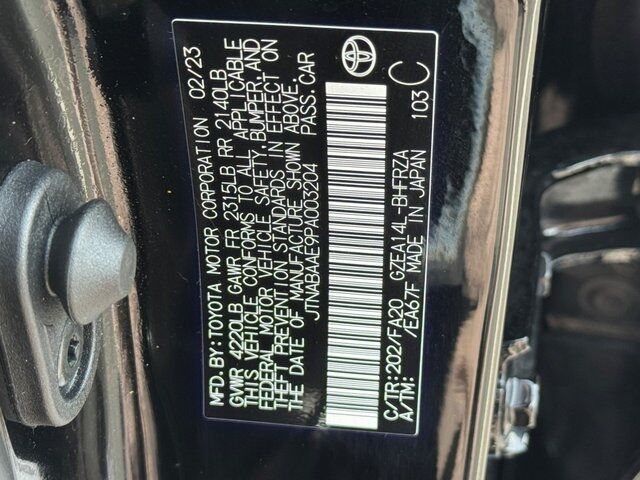 MFD. BY: TOYOTA MOTOR CORPORATION 02/23
GVWR 4220LB GAWR FR 2315LB RR 2140LB
THIS VEHICLE CONFORMS TO ALL APPLICABLE
FEDERAL MOTOR VEHICLE SAFETY, BUMPER, AND
THEFT PREVENTION STANDARDS IN EFFECT ON
THE DATE OF MANUFACTURE SHOWN ABOVE.
JTNABAAE9PA003204 PASS. CAR
C/TR: 202/FA20 GZEA14L-BHFRZA
A/TM: /EA67F MADE IN JAPAN
103 C